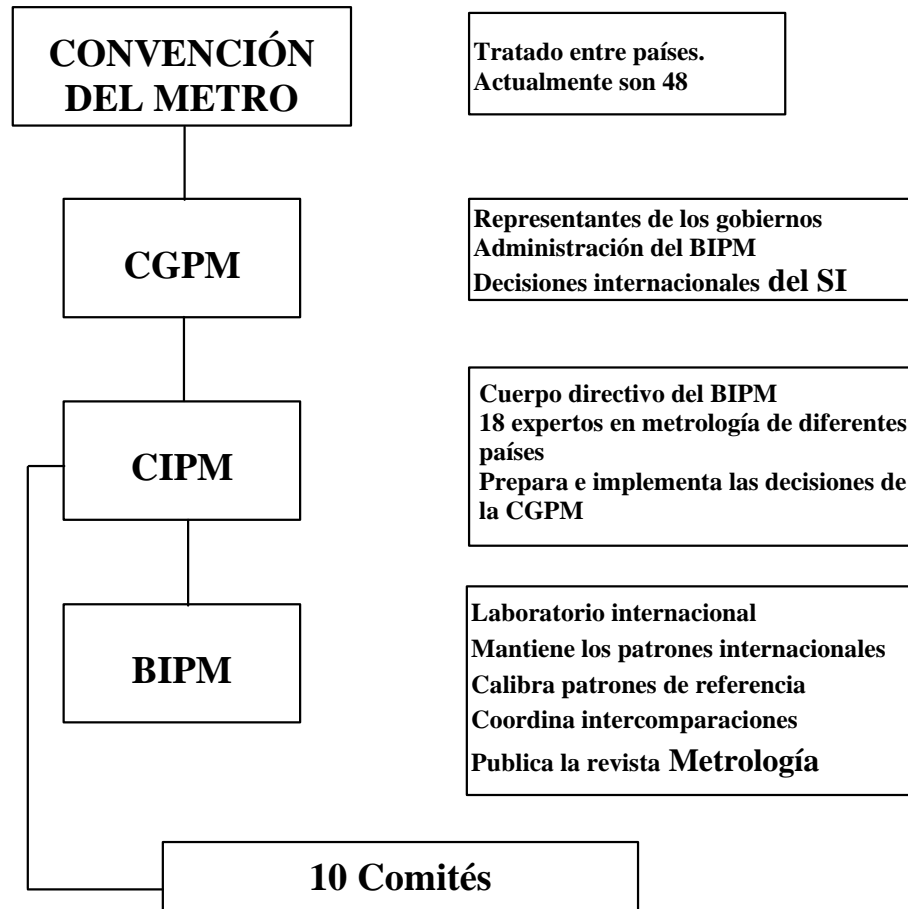 CONVENCIÓN
DEL METRO
Tratado entre países.
Actualmente son 48
CGPM
Representantes de los gobiernos
Administración del BIPM
Decisiones internacionales del SI
CIPM
Cuerpo directivo del BIPM
18 expertos en metrología de diferentes
países
Prepara e implementa las decisiones de
la CGPM
BIPM
Laboratorio internacional
Mantiene los patrones internacionales
Calibra patrones de referencia
Coordina intercomparaciones
Publica la revista Metrología
10 Comités